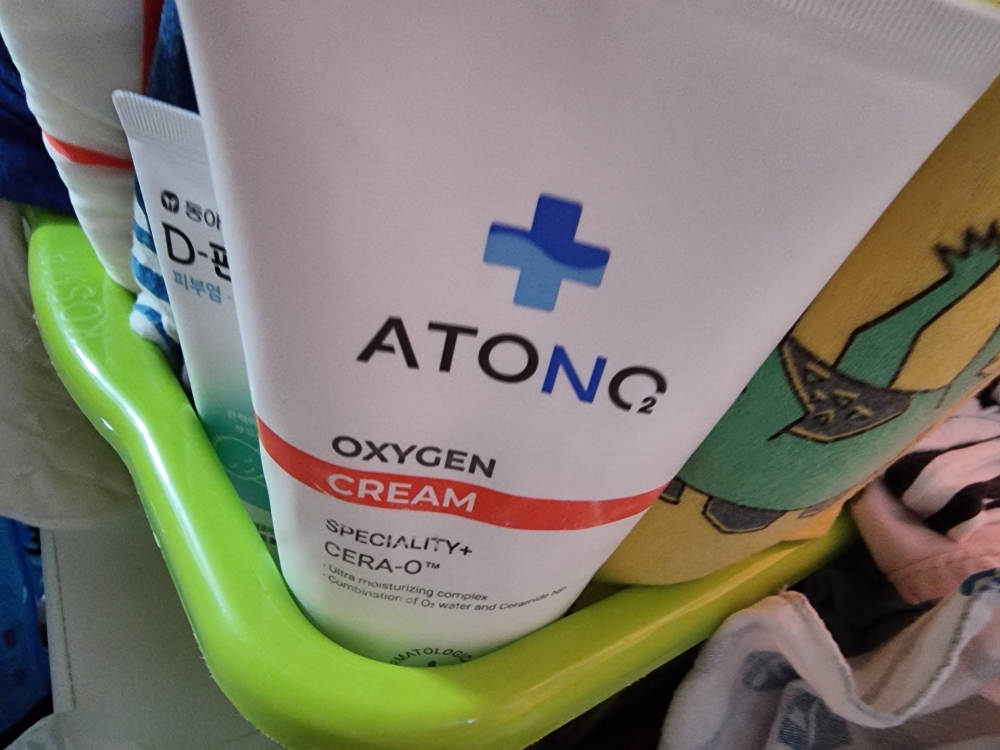 ATONO2
OXYGEN
CREAM
SPECIALITY+
CERA-O™
· Ultra moisturizing complex
· Combination of O₂ water and Ceramide NP
동아
D-판
피부염